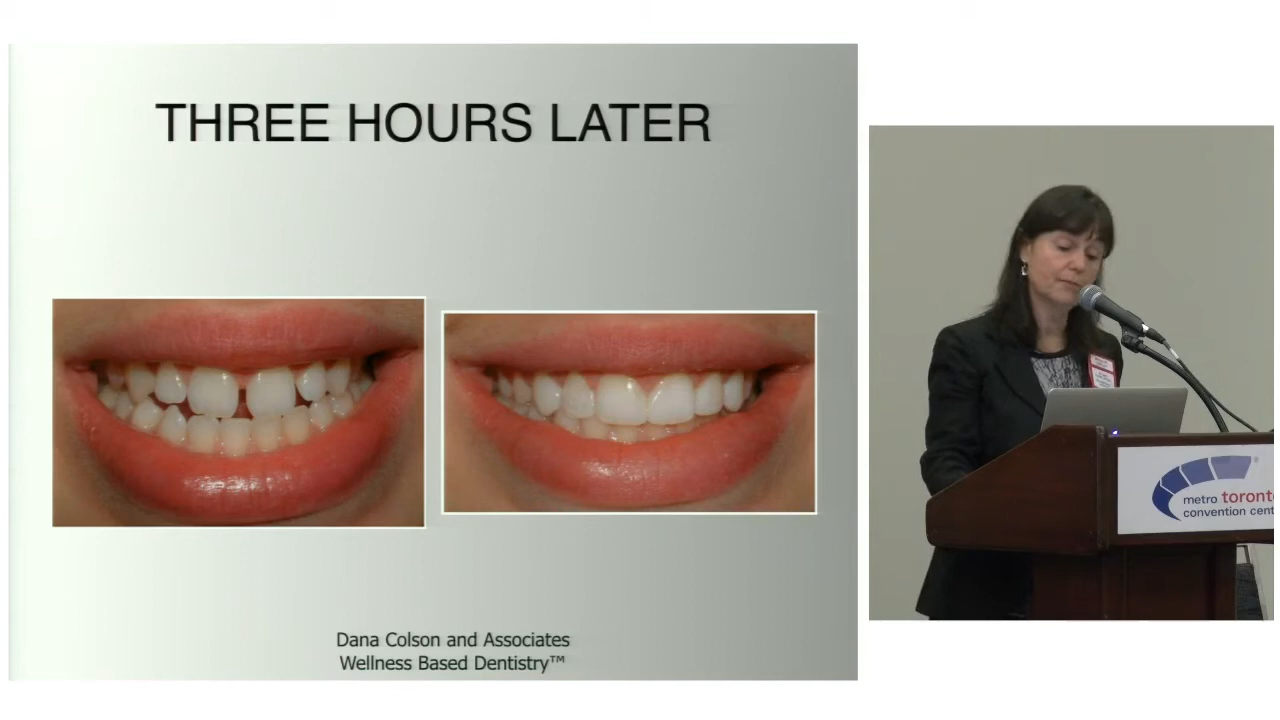 THREE HOURS LATER
Dana Colson and Associates
Wellness Based Dentistry™
metro toronto
convention cent